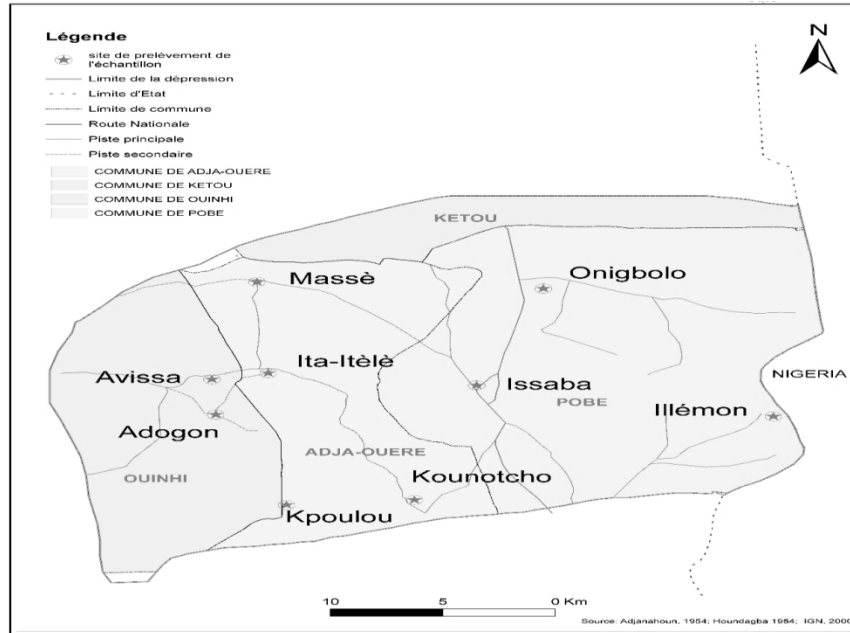 N
Légende
site de prelèvement de
l'échantillon
Limite de la dépression
Limite d'Etat
Limite de commune
Route Nationale
Piste principale
Piste secondaire
COMMUNE DE ADJA-OUERE
COMMUNE DE KETOU
COMMUNE DE OUINHI
COMMUNE DE POBE
KETOU
Massè
Onigbolo
Ita-Itèlè
Avissa
Issaba
NIGERIA
POBE
Illémon
Adogon
ADJA-OUERE
OUINHI
Kounotcho
Kpoulou
10 5 0 Km
Source: Adjanahoun, 1954; Houndagba 1984; IGN, 2000